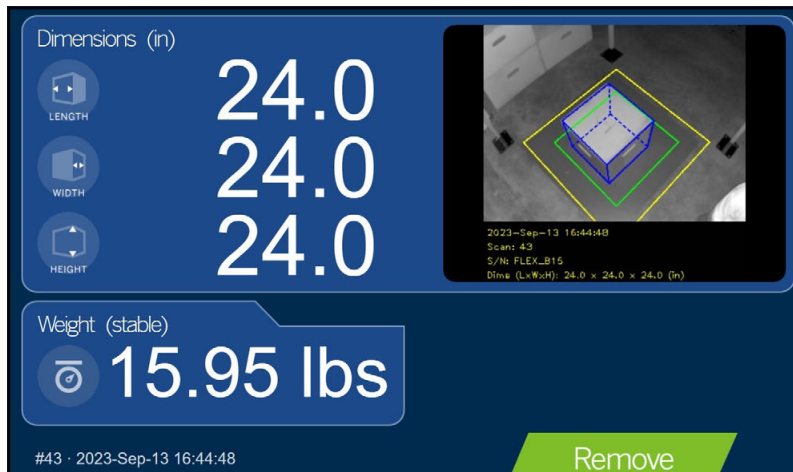 Dimensions (in)
LENGTH
24.0
WIDTH
24.0
HEIGHT
24.0
2023-Sep-13 16:44:48
Scan: 43
S/N: FLEX_B15
Dims (LxWxH): 24.0 x 24.0 x 24.0 (in)
Weight (stable)
15.95 lbs
#43 · 2023-Sep-13 16:44:48
Remove